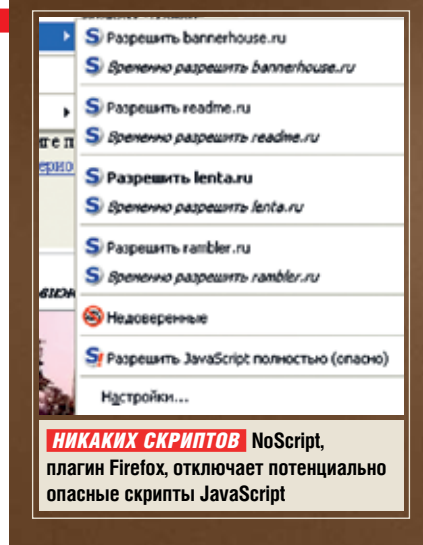 Разрешить bannerhouse.ru
Временно разрешить bannerhouse.ru
Разрешить readme.ru
Временно разрешить readme.ru
Разрешить lenta.ru
Временно разрешить lenta.ru
Разрешить rambler.ru
Временно разрешить rambler.ru
Недоверенные
Разрешить JavaScript полностью (опасно)
Настройки...
НИКАКИХ СКРИПТОВ NoScript,
плагин Firefox, отключает потенциально
опасные скрипты JavaScript